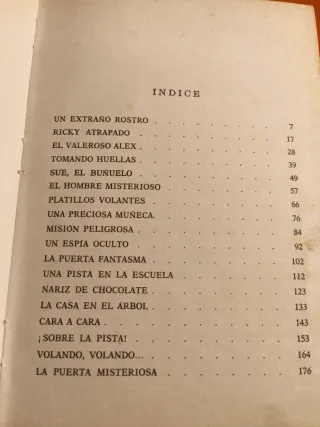 INDICE
UN EXTRAÑO ROSTRO . . . . . . . . . 7
RICKY ATRAPADO . . . . . . . . . 17
EL VALEROSO ALEX . . . . . . . . . 28
TOMANDO HUELLAS . . . . . . . . . 39
SUE, EL BUÑUELO . . . . . . . . . 49
EL HOMBRE MISTERIOSO . . . . . . . 57
PLATILLOS VOLANTES . . . . . . . . 66
UNA PRECIOSA MUÑECA. . . . . . . . 76
MISION PELIGROSA . . . . . . . . . 84
UN ESPIA OCULTO . . . . . . . . . 92
LA PUERTA FANTASMA . . . . . . . . 102
UNA PISTA EN LA ESCUELA . . . . . . 112
NARIZ DE CHOCOLATE . . . . . . . . 123
LA CASA EN EL ÁRBOL . . . . . . . . 133
CARA A CARA . . . . . . . . . . . 143
¡SOBRE LA PISTA! . . . . . . . . . 153
VOLANDO, VOLANDO... . . . . . . . . 164
LA PUERTA MISTERIOSA . . . . . . . 176